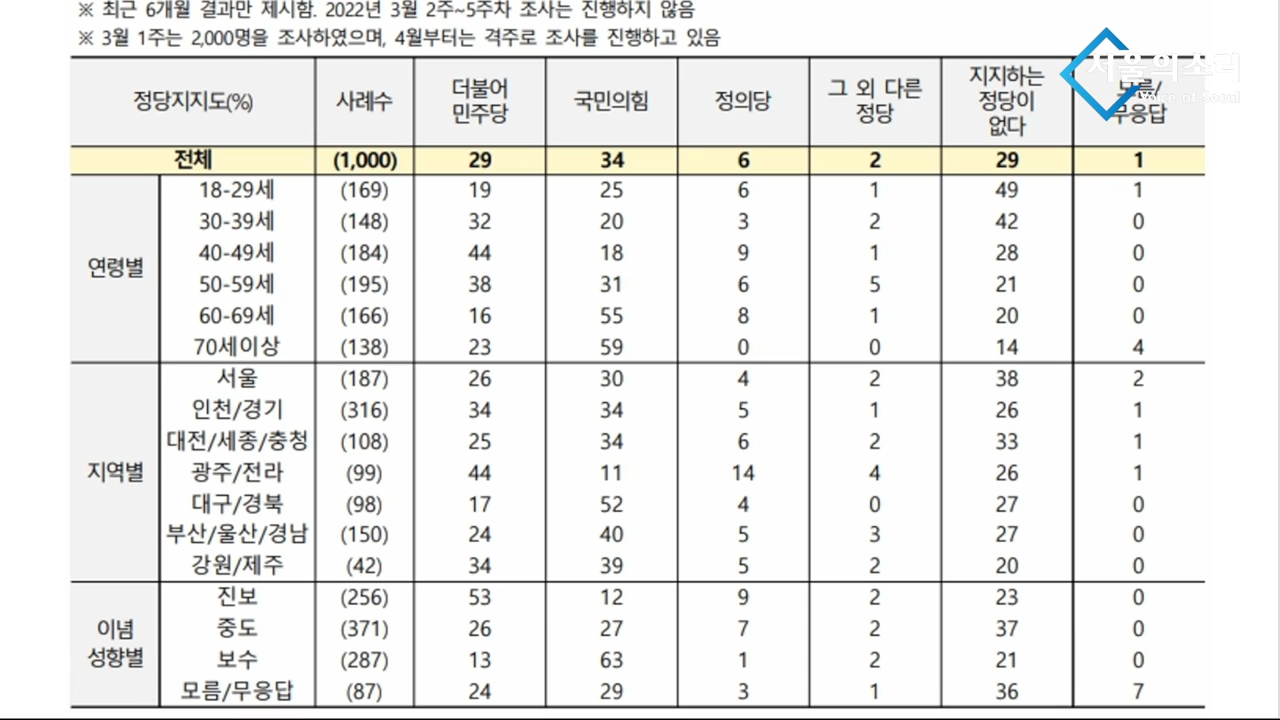 ※ 최근 6개월 결과만 제시함. 2022년 3월 2주~5주차 조사는 진행하지 않음
※ 3월 1주는 2,000명을 조사하였으며, 4월부터는 격주로 조사를 진행하고 있음
정당지지도(%) 사례수 더불어 민주당 국민의힘 정의당 그 외 다른 정당 지지하는 정당이 없다 모름/ 무응답
서울의소리
Voice of Seoul
전체 (1,000) 29 34 6 2 29 1
연령별
18-29세 (169) 19 25 6 1 49 1
30-39세 (148) 32 20 3 2 42 0
40-49세 (184) 44 18 9 1 28 0
50-59세 (195) 38 31 6 5 21 0
60-69세 (166) 16 55 8 1 20 0
70세이상 (138) 23 59 0 0 14 4
지역별
서울 (187) 26 30 4 2 38 2
인천/경기 (316) 34 34 5 1 26 1
대전/세종/충청 (108) 25 34 6 2 33 1
광주/전라 (99) 44 11 14 4 26 1
대구/경북 (98) 17 52 4 0 27 0
부산/울산/경남 (150) 24 40 5 3 27 0
강원/제주 (42) 34 39 5 2 20 0
이념 성향별
진보 (256) 53 12 9 2 23 0
중도 (371) 26 27 7 2 37 0
보수 (287) 13 63 1 2 21 0
모름/무응답 (87) 24 29 3 1 36 7